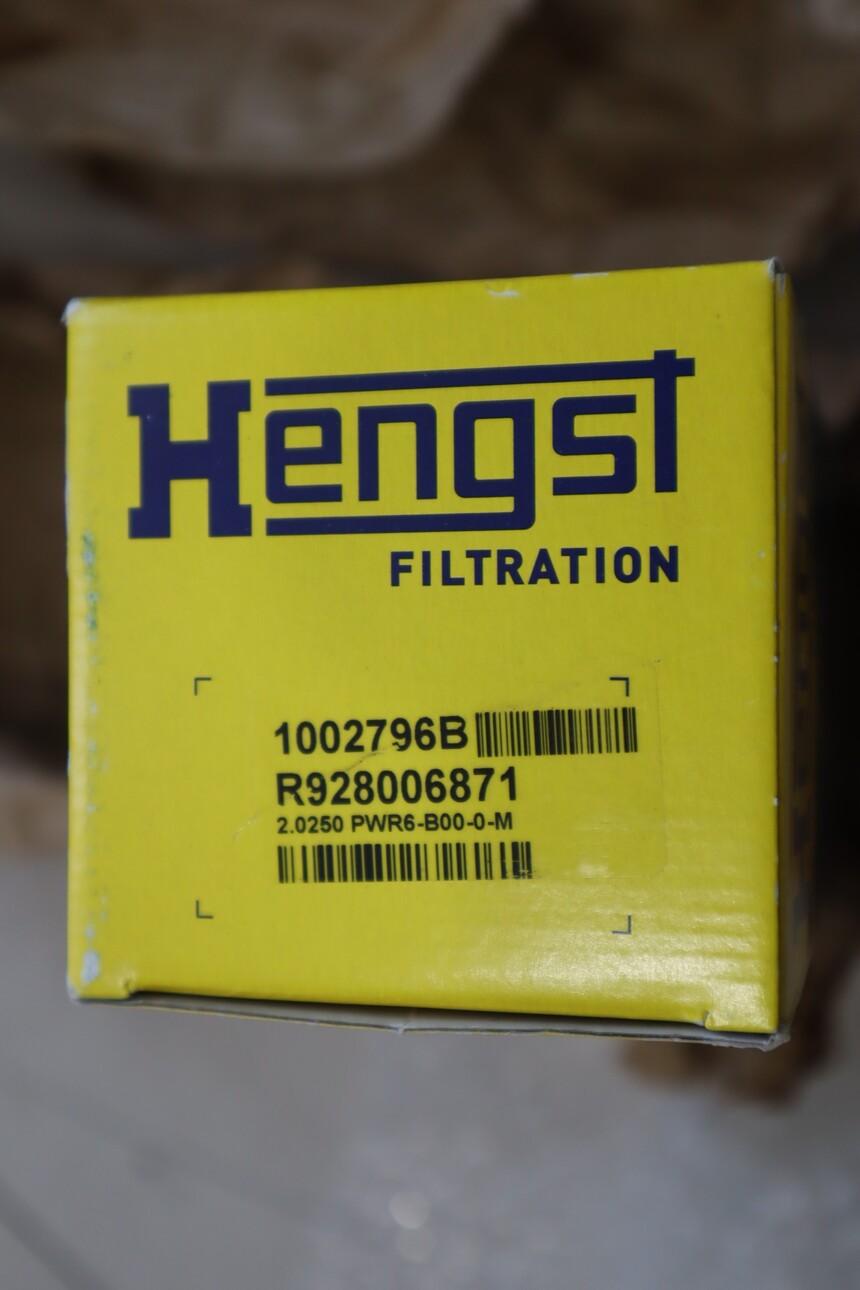 Hengst
FILTRATION
1002796B
R928006871
2.0250 PWR6-B00-0-M